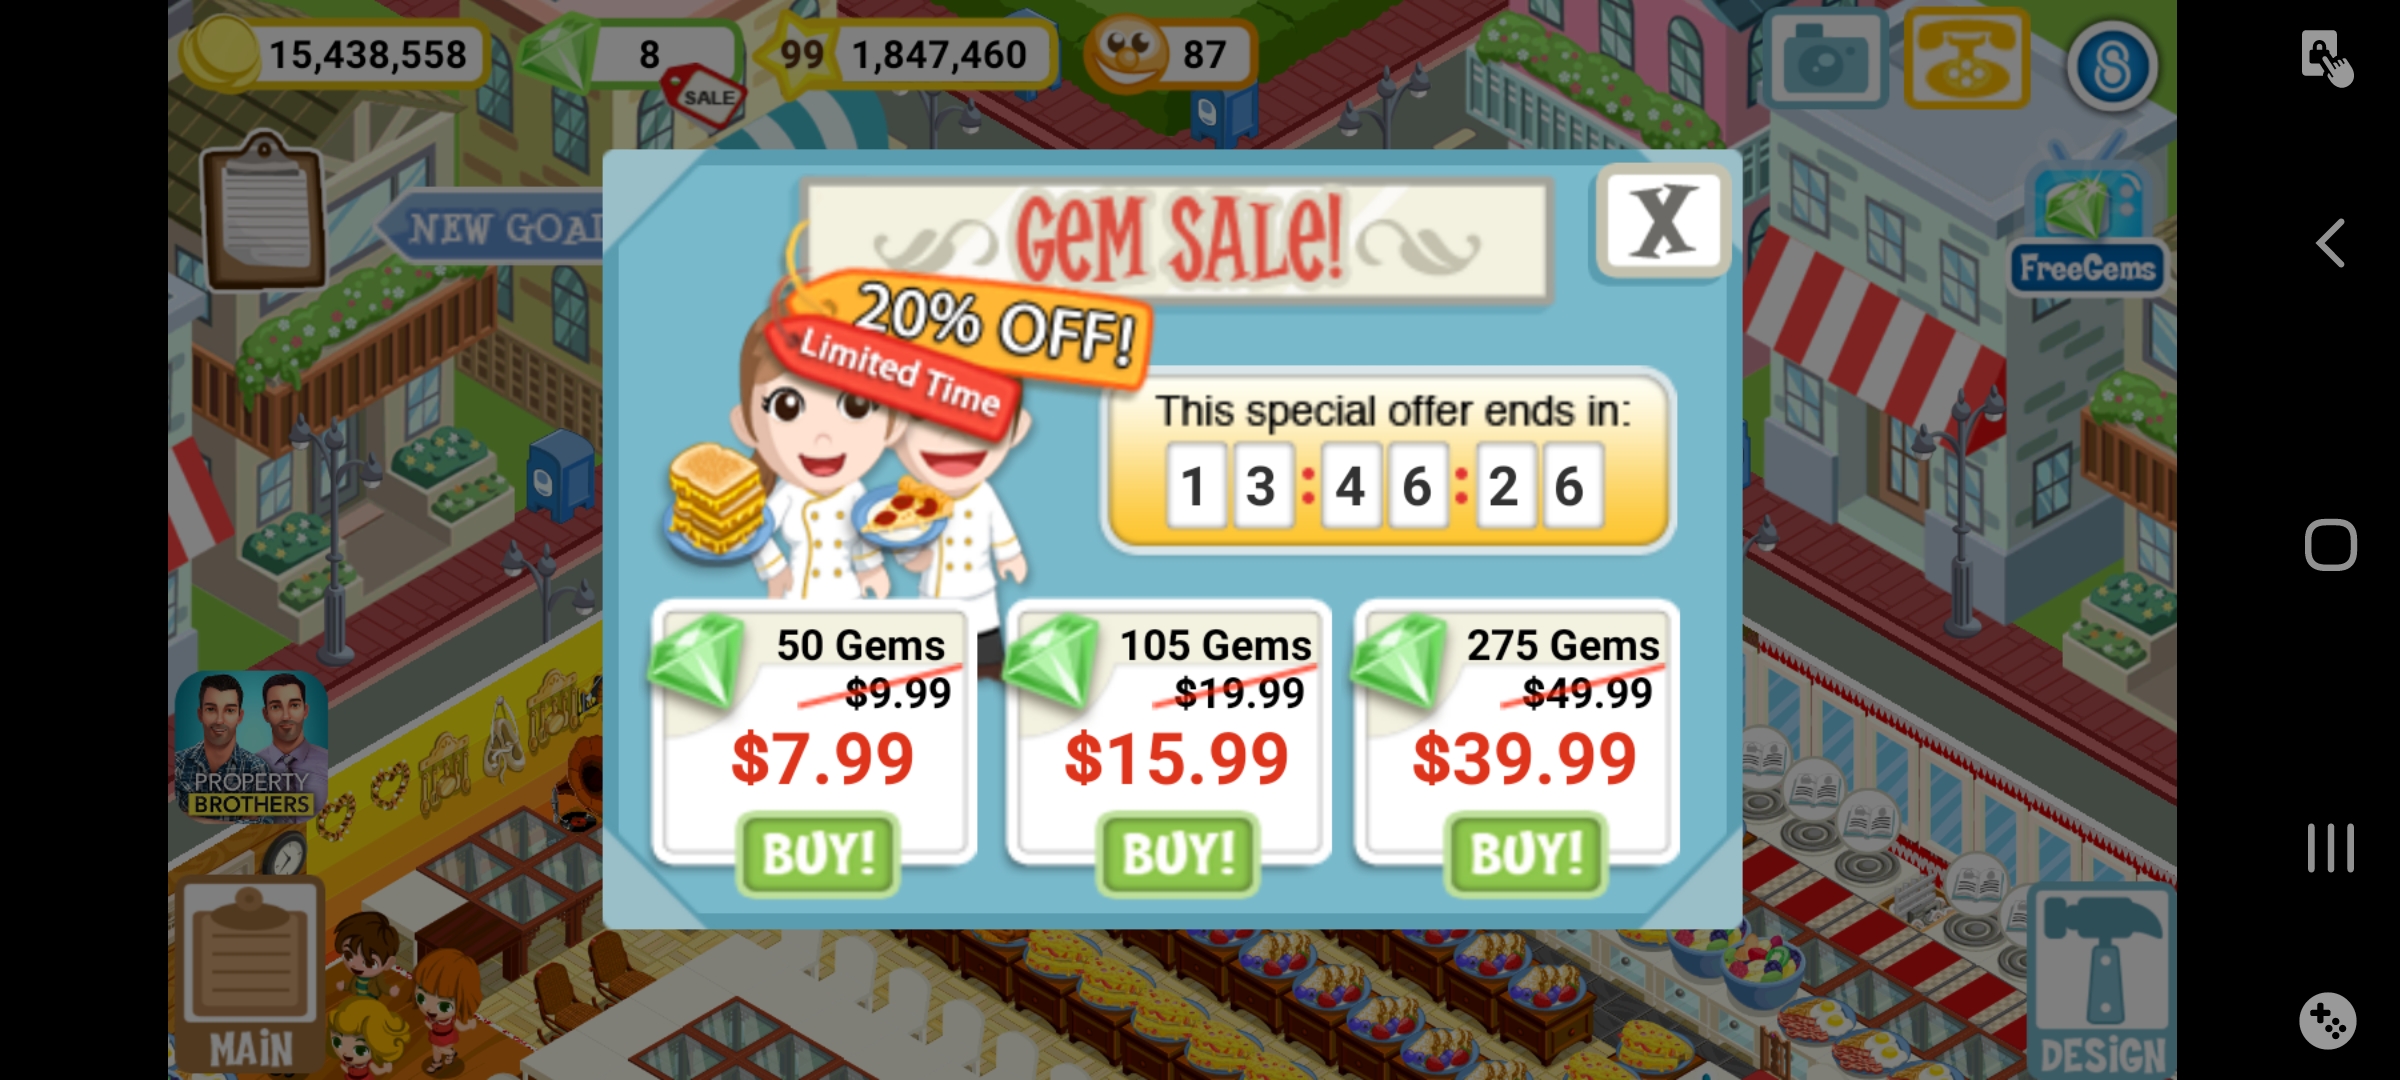 15,438,558
8
SALE
99
1,847,460
87
NEW GOAL
GEM SALE!
X
20% OFF!
Limited Time
FreeGems
This special offer ends in:
13:46:26
50 Gems
$9.99
$7.99
BUY!
105 Gems
$19.99
$15.99
BUY!
275 Gems
$49.99
$39.99
BUY!
PROPERTY
BROTHERS
MAIN
DESIGN